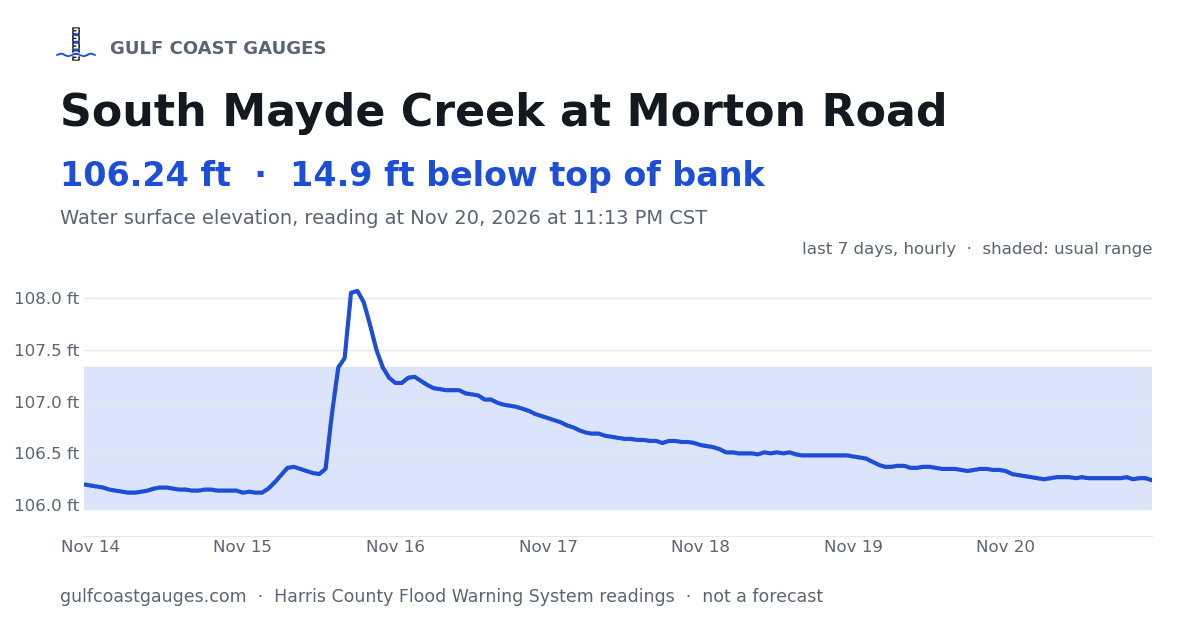 GULF COAST GAUGES
South Mayde Creek at Morton Road
106.24 ft · 14.9 ft below top of bank
Water surface elevation, reading at Nov 20, 2026 at 11:13 PM CST
last 7 days, hourly · shaded: usual range
108.0 ft
107.5 ft
107.0 ft
106.5 ft
106.0 ft
Nov 14 Nov 15 Nov 16 Nov 17 Nov 18 Nov 19 Nov 20
gulfcoastgauges.com · Harris County Flood Warning System readings · not a forecast